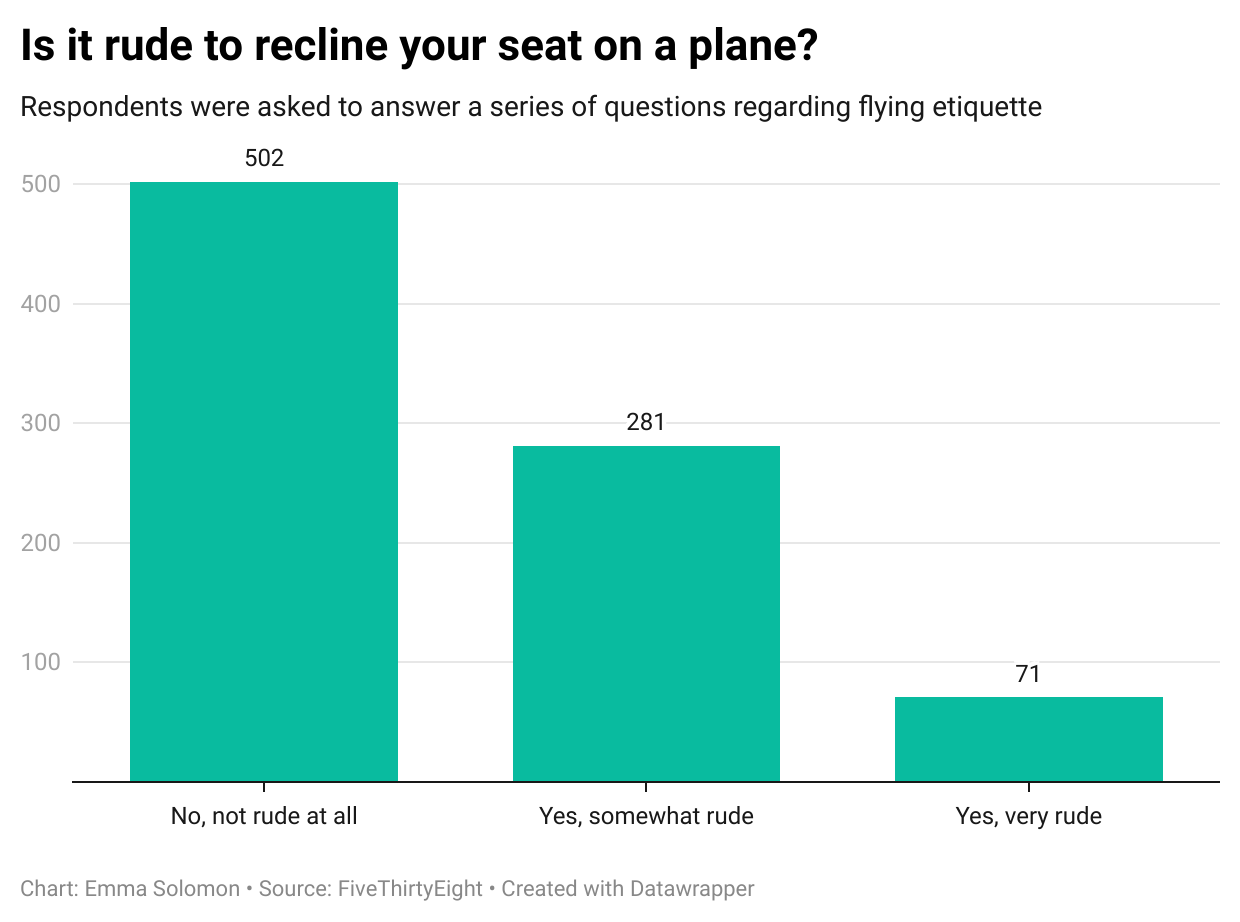 Is it rude to recline your seat on a plane?
Respondents were asked to answer a series of questions regarding flying etiquette
502
500
400
300
281
200
100
71
No, not rude at all
Yes, somewhat rude
Yes, very rude
Chart: Emma Solomon • Source: FiveThirtyEight • Created with Datawrapper